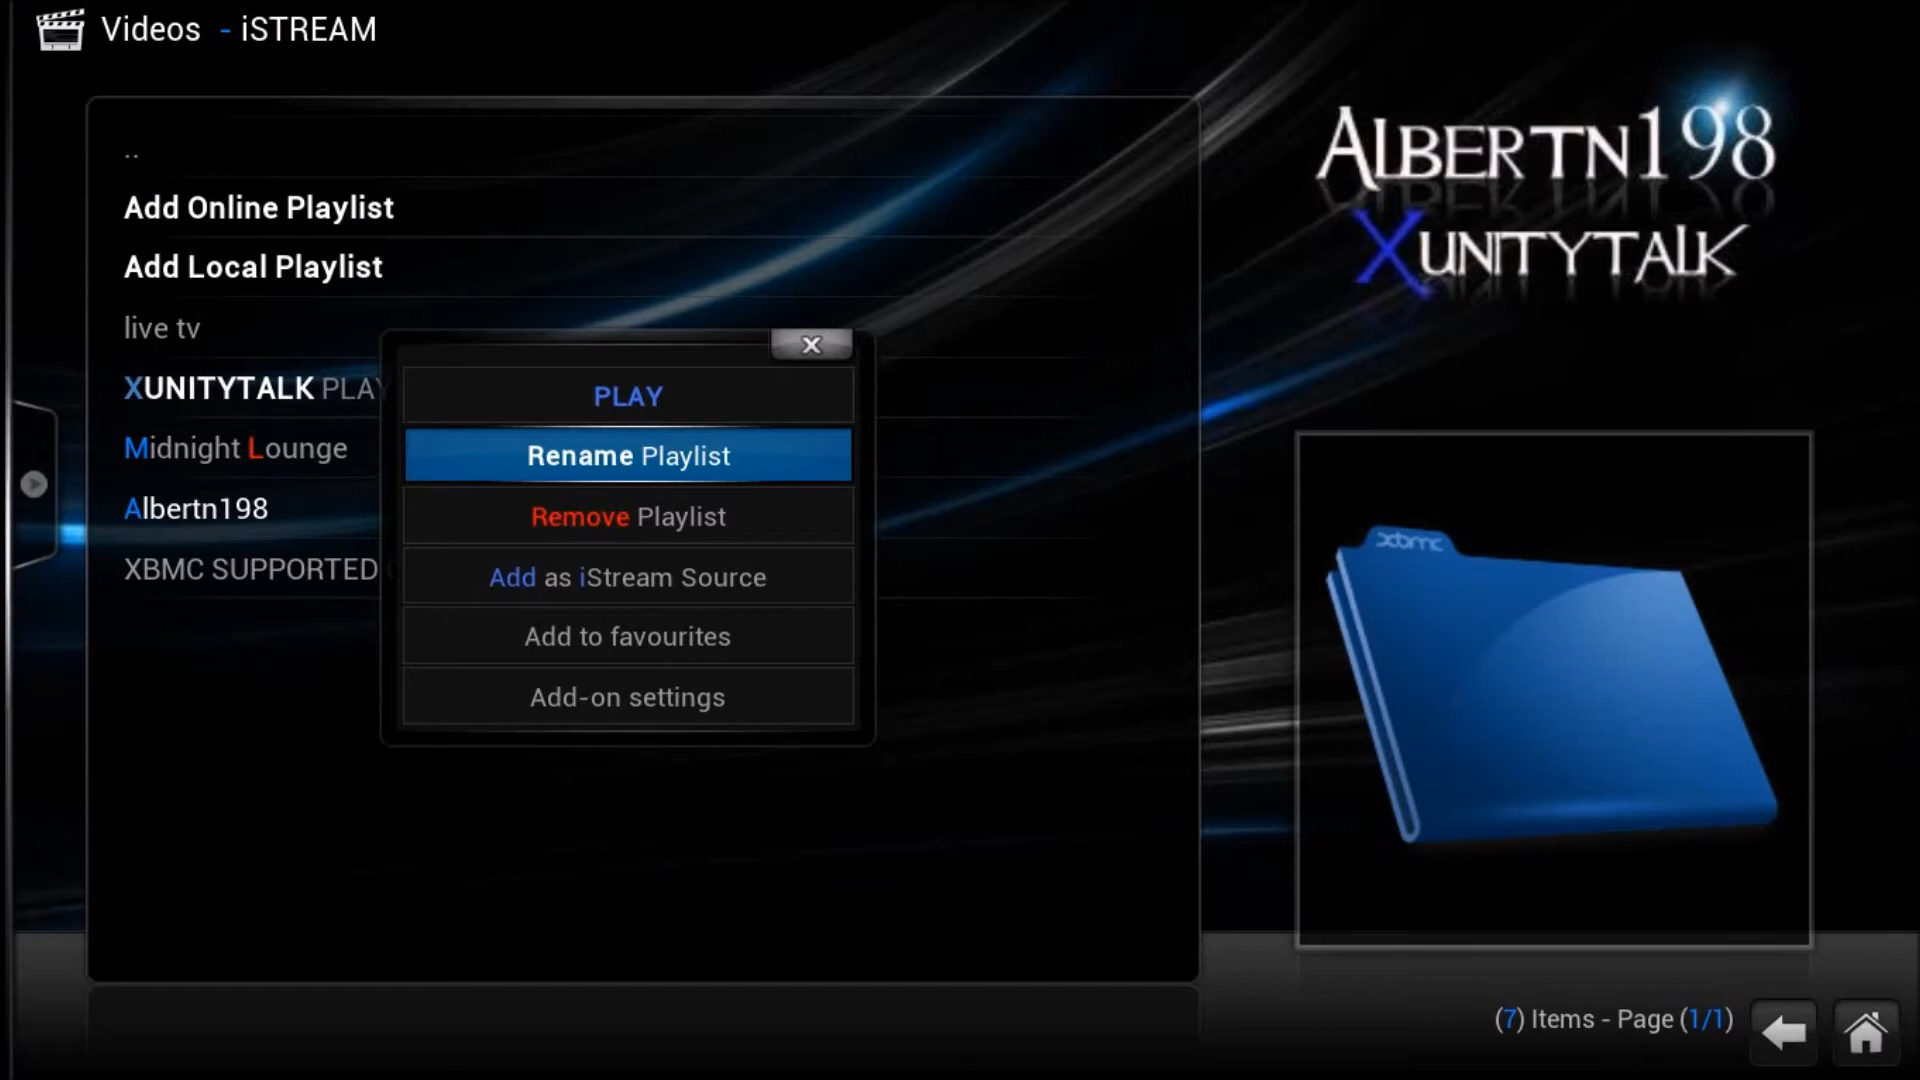 Videos - iSTREAM
ALBERTN198
XUNITYTALK
..
Add Online Playlist
Add Local Playlist
live tv
XUNITYTALK PLAY
Midnight Lounge
Albertn198
XBMC SUPPORTED
X
PLAY
Rename Playlist
Remove Playlist
Add as iStream Source
Add to favourites
Add-on settings
xbmc
(7) Items - Page (1/1)